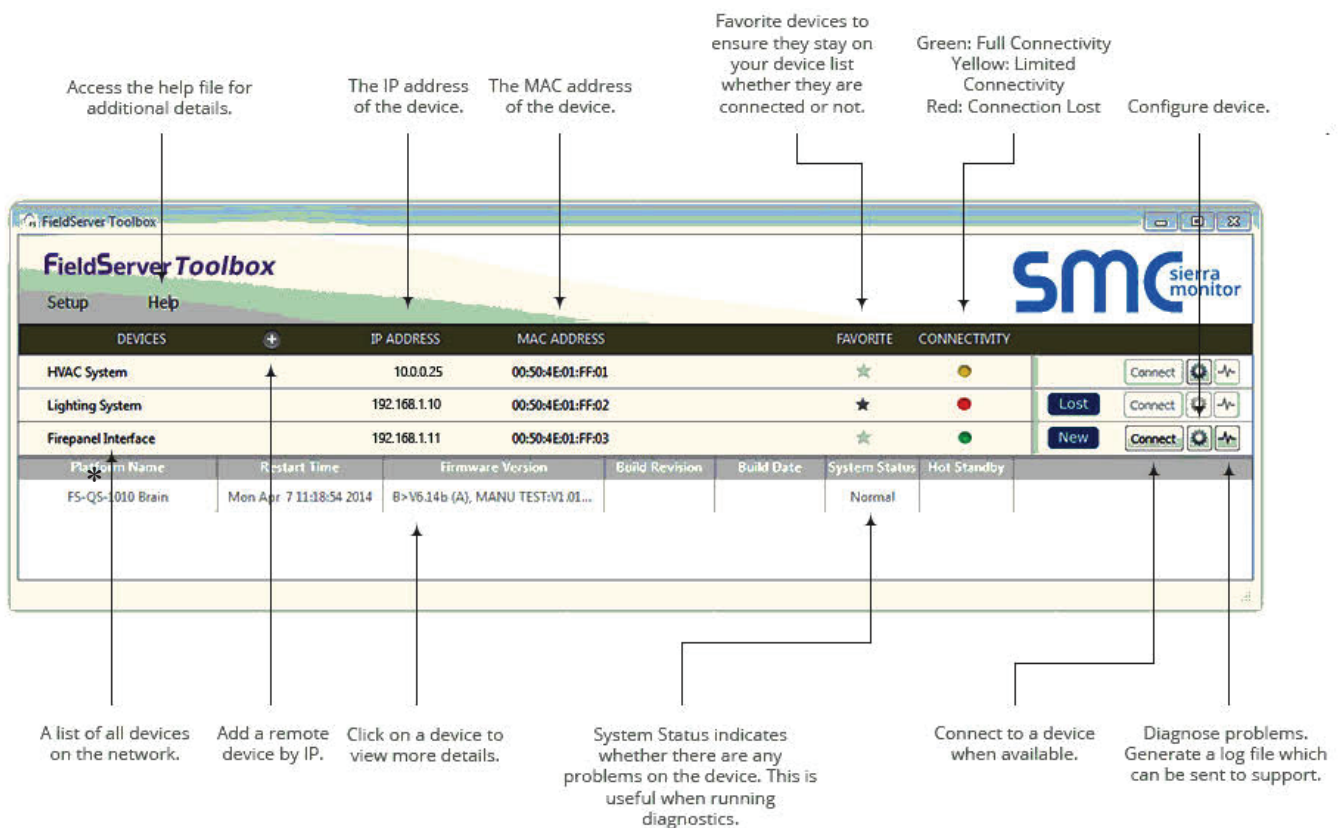 Access the help file for
additional details.
The IP address
of the device.
The MAC address
of the device.
Favorite devices to
ensure they stay on
your device list
whether they are
connected or not.
Green: Full Connectivity
Yellow: Limited
Connectivity
Red: Connection Lost
Configure device.
FieldServer Toolbox
FieldServer Toolbox
smc sierra
monitor
Setup Help
DEVICES + IP ADDRESS MAC ADDRESS FAVORITE CONNECTIVITY
HVAC System 10.0.0.25 00:50:4E:01:FF:01 Connect
Lighting System 192.168.1.10 00:50:4E:01:FF:02 Lost Connect
Firepanel Interface 192.168.1.11 00:50:4E:01:FF:03 New Connect
Platform Name Restart Time Firmware Version Build Revision Build Date System Status Hot Standby
*
FS-QS-1010 Brain Mon Apr 7 11:18:54 2014 B>V6.14b (A), MANU TEST:V1.01... Normal
A list of all devices
on the network.
Add a remote
device by IP.
Click on a device to
view more details.
System Status indicates
whether there are any
problems on the device. This is
useful when running
diagnostics.
Connect to a device
when available.
Diagnose problems.
Generate a log file which
can be sent to support.